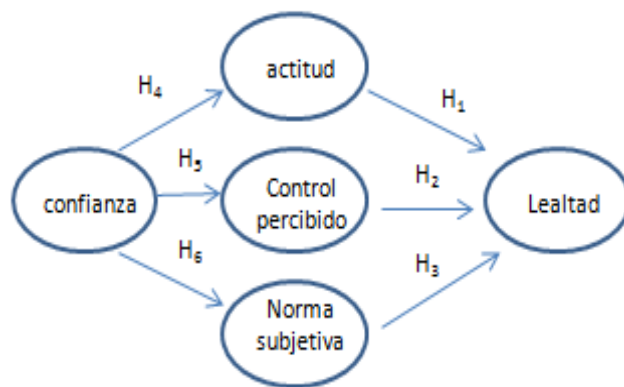 actitud
H₄
H₁
H₅
confianza
Control
percibido
H₂
Lealtad
H₆
H₃
Norma
subjetiva